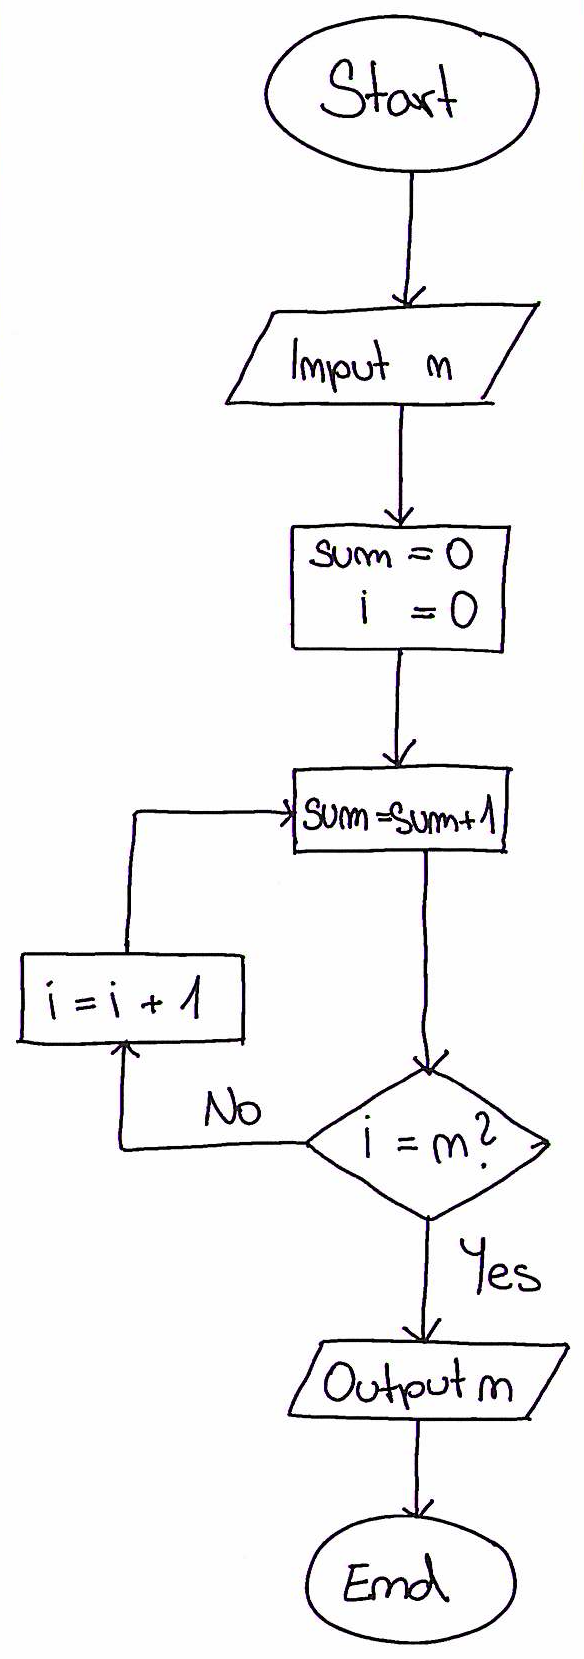 Start
Input n
sum = 0
i = 0
sum=sum+1
i = i + 1
No
i = n?
Yes
Output n
End